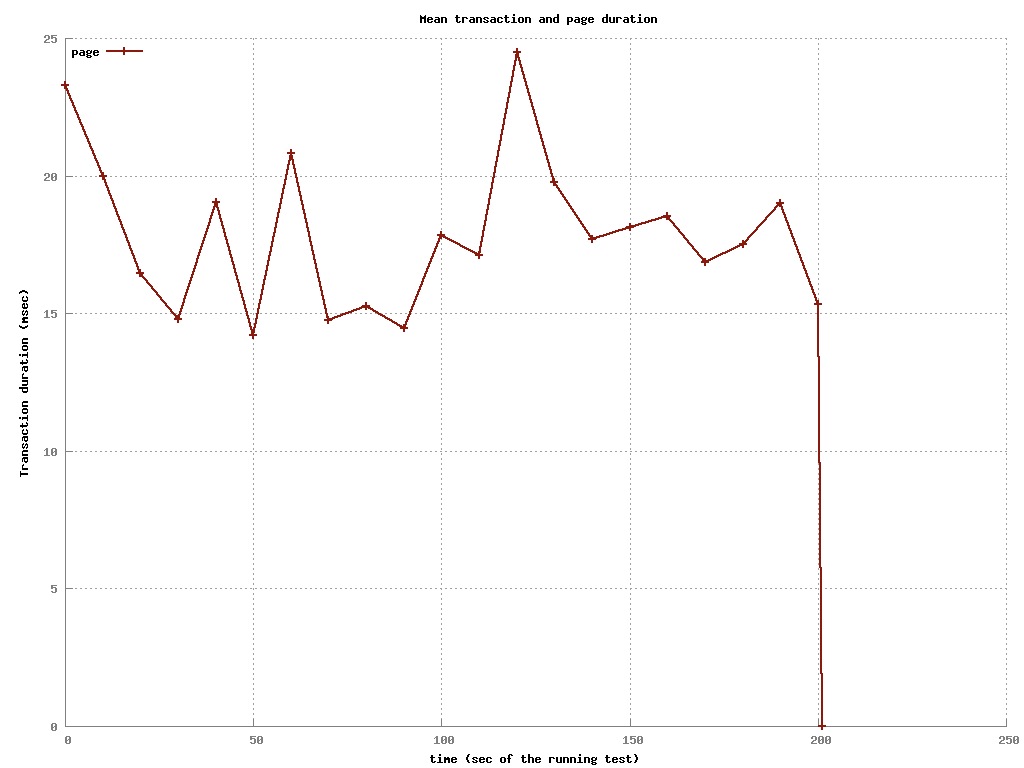 Mean transaction and page duration
25
page
20
15
10
5
0
Transaction duration (msec)
0 50 100 150 200 250
time (sec of the running test)